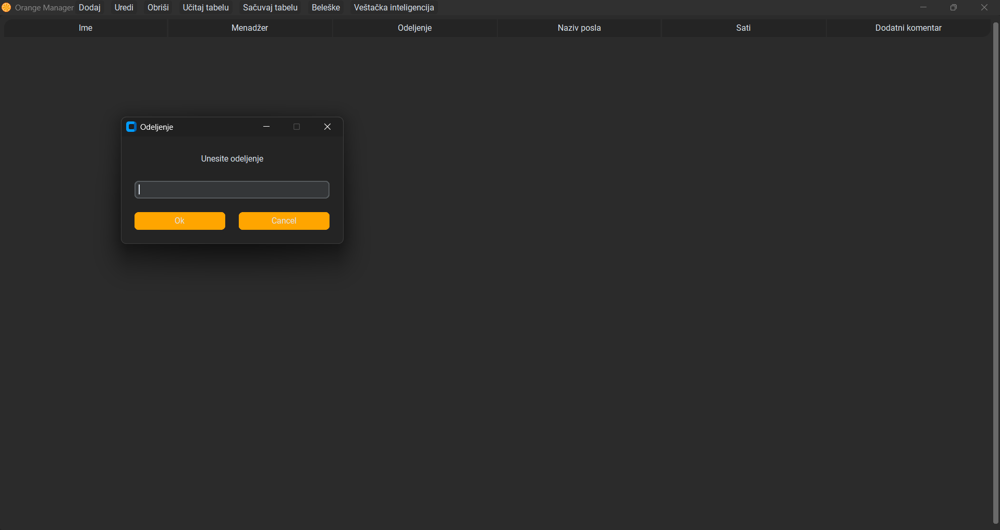 Orange Manager Dodaj Uredi Obriši Učitaj tabelu Sačuvaj tabelu Beleške Veštačka inteligencija
Ime Menadžer Odeljenje Naziv posla Sati Dodatni komentar
Odeljenje
Unesite odeljenje
Ok Cancel